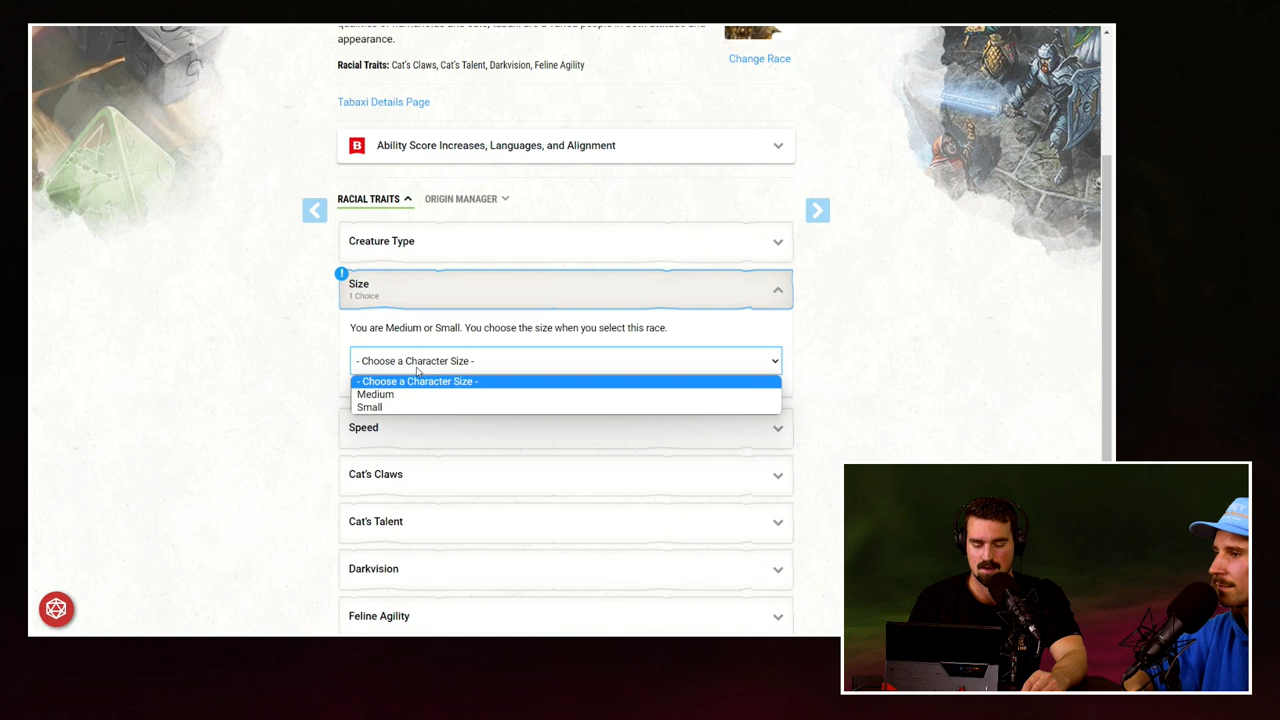 appearance.
Racial Traits: Cat's Claws, Cat's Talent, Darkvision, Feline Agility
Change Race
Tabaxi Details Page
B Ability Score Increases, Languages, and Alignment
RACIAL TRAITS ORIGIN MANAGER
Creature Type
!
Size
1 Choice
You are Medium or Small. You choose the size when you select this race.
- Choose a Character Size -
- Choose a Character Size -
Medium
Small
Speed
Cat's Claws
Cat's Talent
Darkvision
Feline Agility